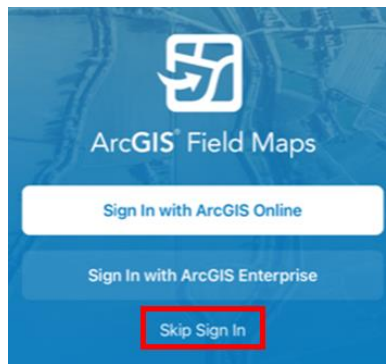 ArcGIS® Field Maps
Sign In with ArcGIS Online
Sign In with ArcGIS Enterprise
Skip Sign In